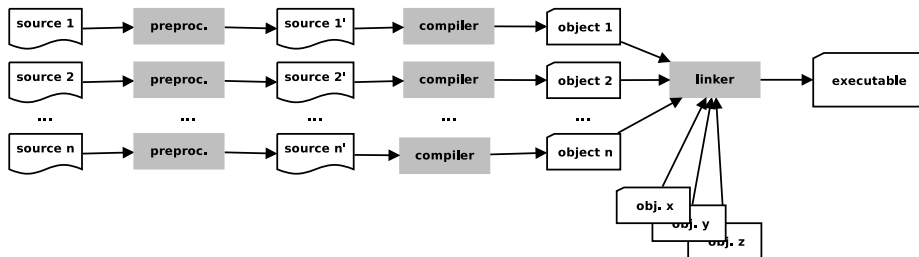 source 1 preproc. source 1' compiler object 1
source 2 preproc. source 2' compiler object 2 linker executable
... ... ... ... ...
source n preproc. source n' compiler object n
obj. x
obj. y
obj. z